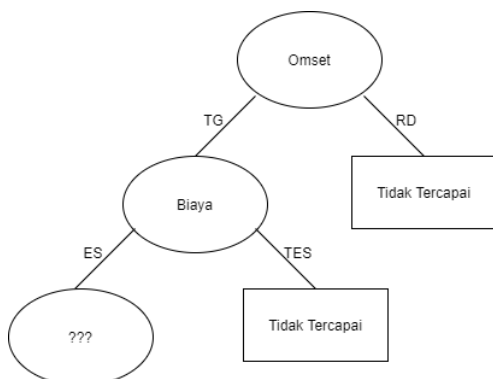 Omset
TG
RD
Tidak Tercapai
Biaya
ES
TES
???
Tidak Tercapai